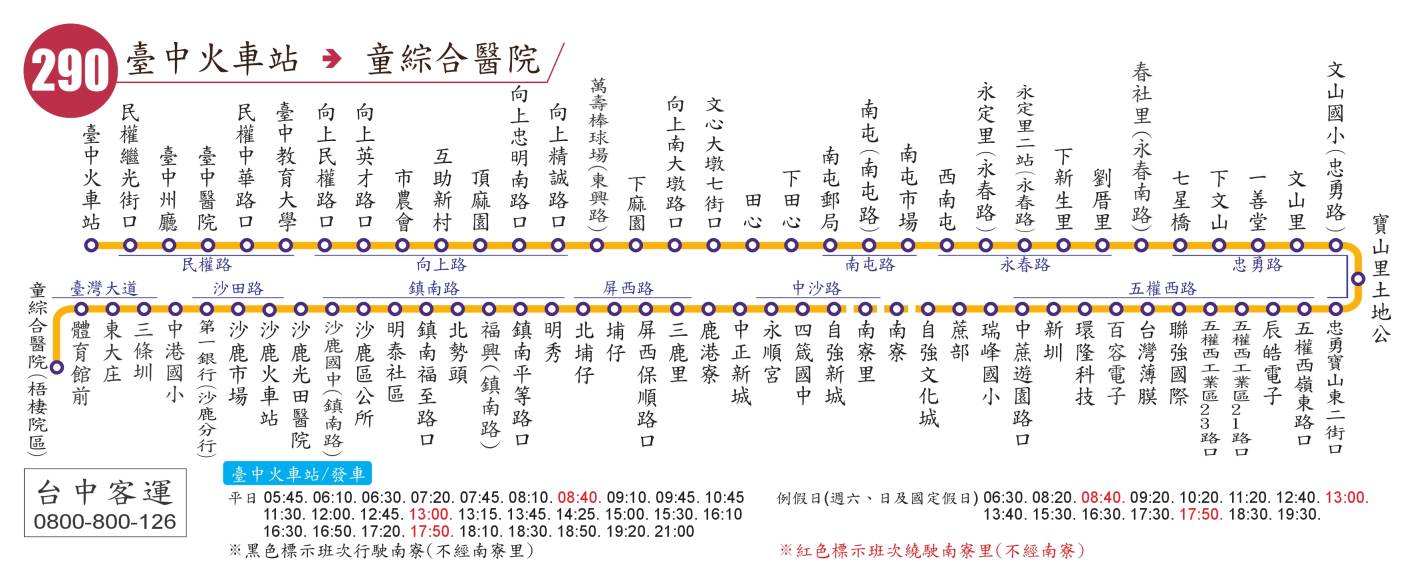 290
臺中火車站 ➔ 童綜合醫院
臺中火車站
民權繼光街口
臺中州廳
臺中醫院
民權中華路口
臺中教育大學
向上民權路口
向上英才路口
市農會
互助新村
頂麻園
向上忠明南路口
向上精誠路口
萬壽棒球場(東興路)
下麻園
向上南大墩路口
文心大墩七街口
田心
下田心
南屯郵局
南屯(南屯路)
南屯市場
西南屯
永定里(永春路)
永定里二站(永春路)
下新生里
劉厝里
春社里(永春南路)
七星橋
下文山
一善堂
文山里
文山國小(忠勇路)
寶山里土地公
民權路
向上路
南屯路
永春路
忠勇路
臺灣大道
沙田路
鎮南路
屏西路
中沙路
五權西路
童綜合醫院(梧棲院區)
體育館前
東大庄
三條圳
中港國小
第一銀行(沙鹿分行)
沙鹿市場
沙鹿火車站
沙鹿光田醫院
沙鹿國中(鎮南路)
沙鹿區公所
明泰社區
鎮南福至路口
北勢頭
福興(鎮南路)
鎮南平等路口
明秀
北埔仔
埔仔
屏西保順路口
三鹿里
鹿港寮
中正新城
永順宮
四箴國中
自強新城
南寮里
南寮
自強文化城
蔗部
瑞峰國小
中蔗遊園路口
新圳
環隆科技
百容電子
台灣薄膜
聯強國際
五權西工業區23路口
五權西工業區21路口
辰皓電子
五權西嶺東路口
忠勇寶山東二街口
台中客運
0800-800-126
臺中火車站/發車
平日 05:45. 06:10. 06:30. 07:20. 07:45. 08:10. 08:40. 09:10. 09:45. 10:45
11:30. 12:00. 12:45. 13:00. 13:15. 13:45. 14:25. 15:00. 15:30. 16:10
16:30. 16:50. 17:20. 17:50. 18:10. 18:30. 18:50. 19:20. 21:00
※黑色標示班次行駛南寮(不經南寮里)
例假日(週六、日及國定假日) 06:30. 08:20. 08:40. 09:20. 10:20. 11:20. 12:40. 13:00.
13:40. 15:30. 16:30. 17:30. 17:50. 18:30. 19:30.
※紅色標示班次繞駛南寮里(不經南寮)